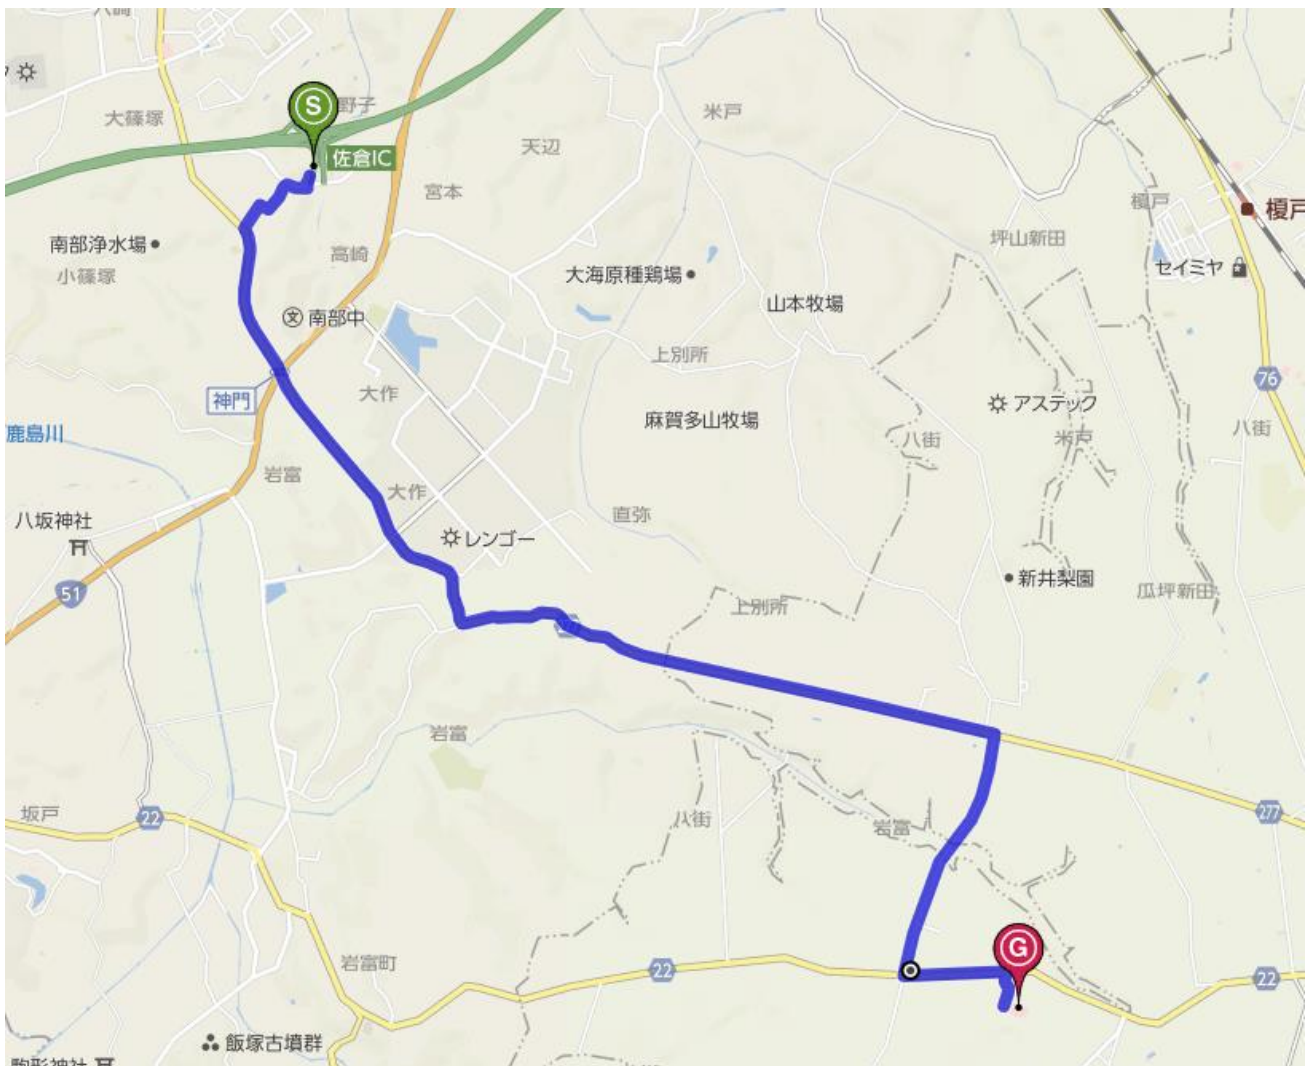 S
野子
大篠塚
佐倉IC
米戸
天辺
宮本
榎戸
榎戸
南部浄水場
小篠塚
高崎
坪山新田
セイミヤ
大海原種鶏場
文
南部中
山本牧場
上別所
76
神門
大作
アステック
麻賀多山牧場
八街
米戸
八街
鹿島川
岩富
大作
八坂神社
直弥
レンゴー
新井梨園
51
瓜坪新田
上別所
277
岩富
坂戸
22
八街
岩富
277
G
岩富町
22
22
飯塚古墳群
駒形神社